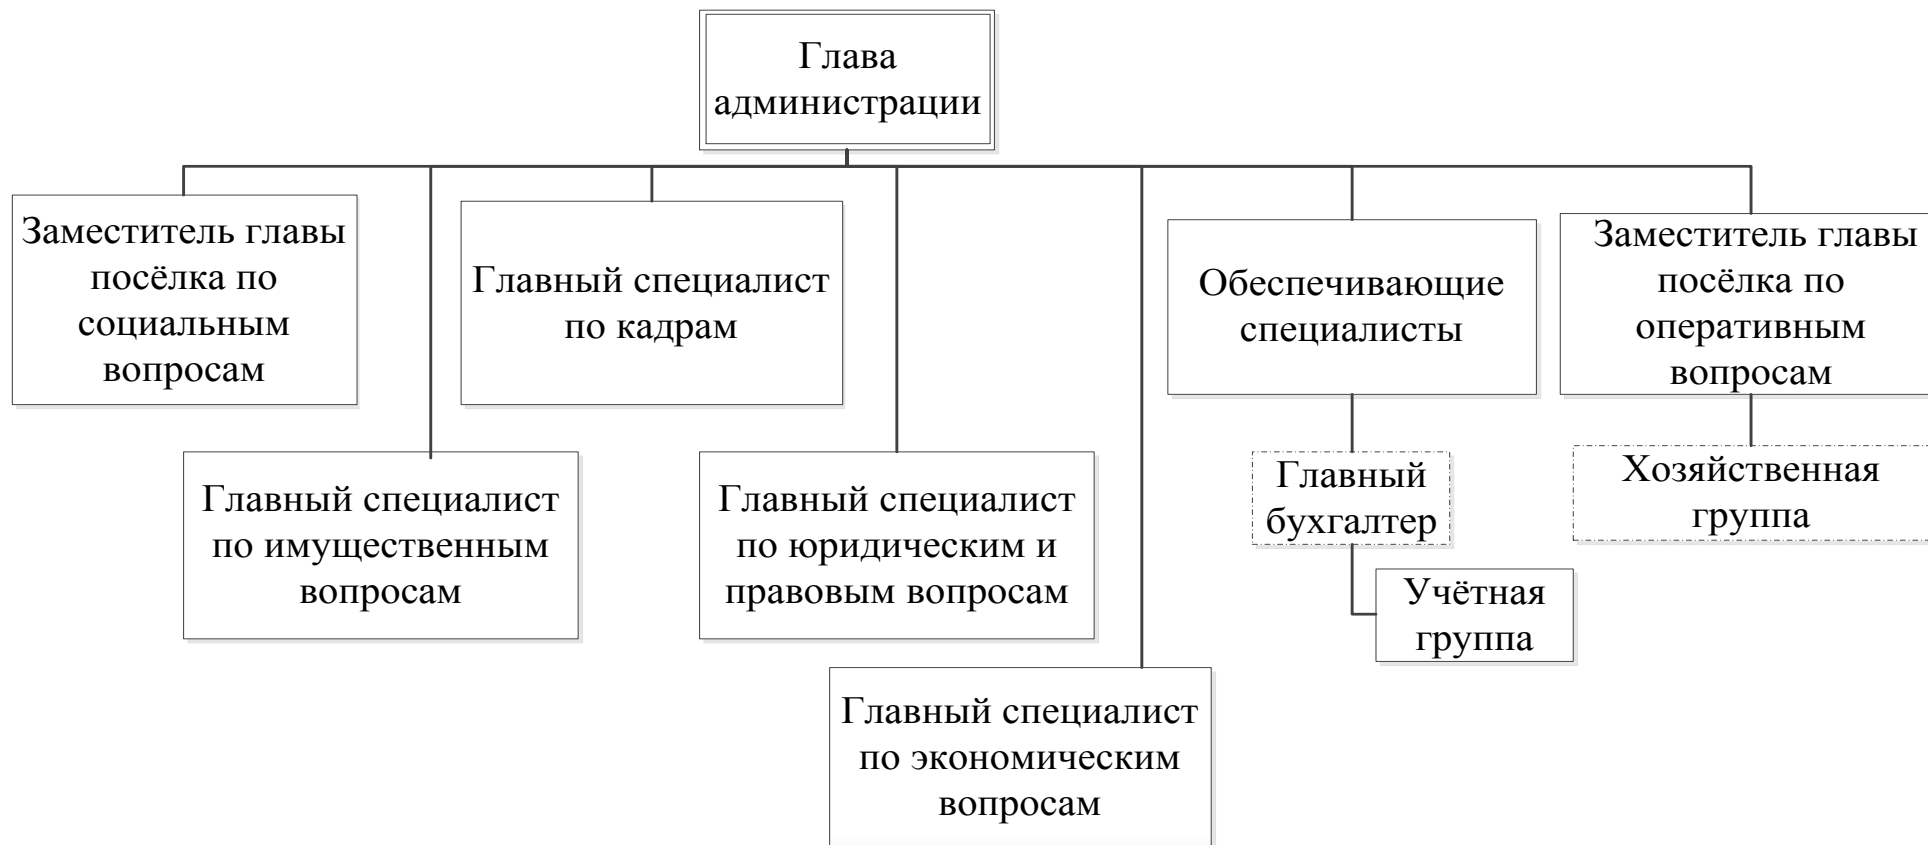 Глава
администрации
Заместитель главы
посёлка по
социальным
вопросам
Главный специалист
по кадрам
Обеспечивающие
специалисты
Заместитель главы
посёлка по
оперативным
вопросам
Главный специалист
по имущественным
вопросам
Главный специалист
по юридическим и
правовым вопросам
Главный
бухгалтер
Хозяйственная
группа
Учётная
группа
Главный специалист
по экономическим
вопросам